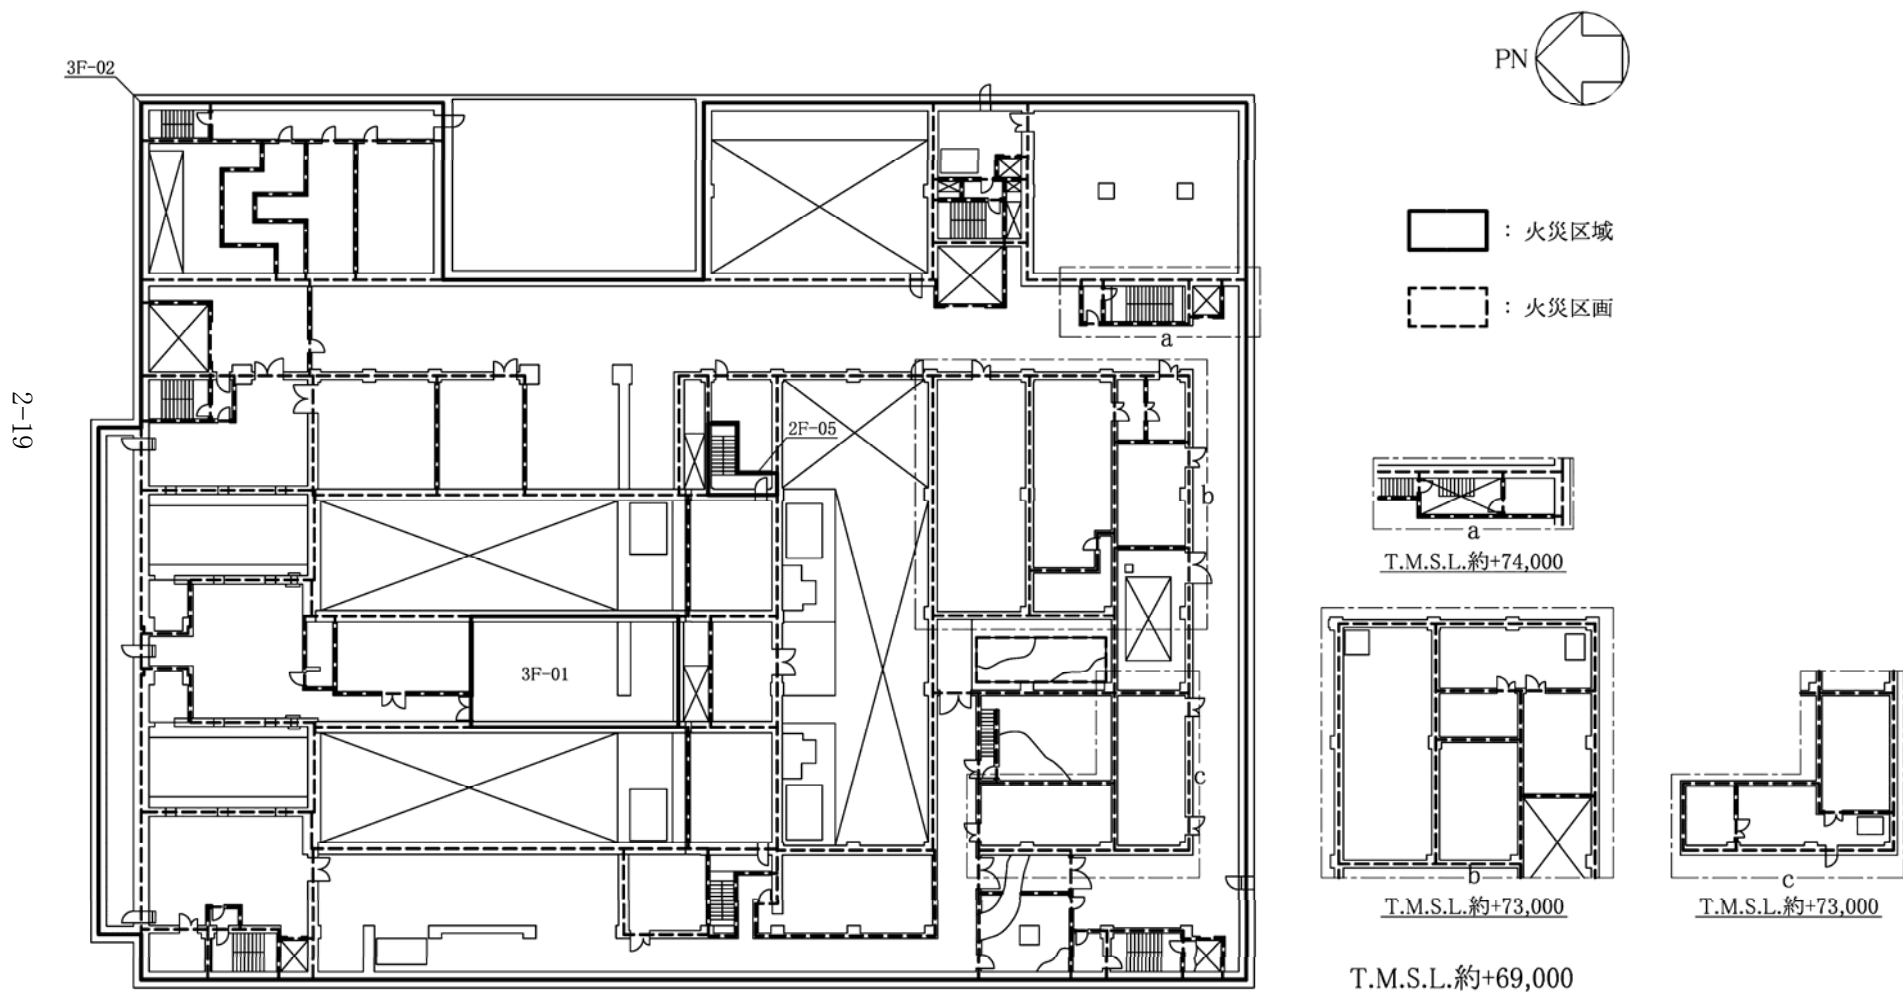 PN
3F-02
：火災区域
：火災区画
a
2-19
2F-05
b
a
T.M.S.L.約+74,000
3F-01
c
b
T.M.S.L.約+73,000
c
T.M.S.L.約+73,000
T.M.S.L.約+69,000